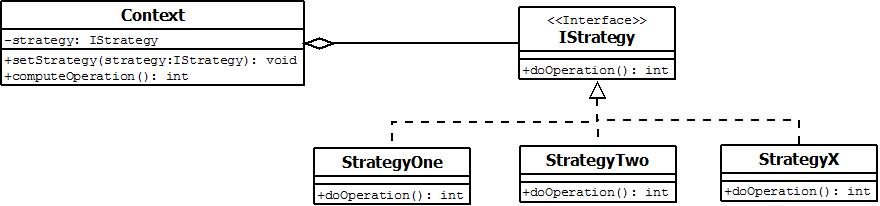 Context
-strategy: IStrategy
+setStrategy(strategy:IStrategy): void
+computeOperation(): int
<<Interface>>
IStrategy
+doOperation(): int
StrategyOne
+doOperation(): int
StrategyTwo
+doOperation(): int
StrategyX
+doOperation(): int